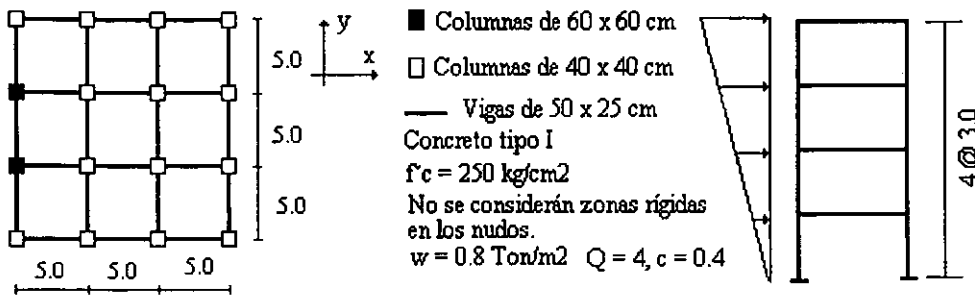 y
x
5.0
5.0
5.0
5.0 5.0 5.0
Columnas de 60 x 60 cm
Columnas de 40 x 40 cm
Vigas de 50 x 25 cm
Concreto tipo I
f'c = 250 kg/cm2
No se considerán zonas rígidas
en los nudos.
w = 0.8 Ton/m2 Q = 4, c = 0.4
4@ 3.0